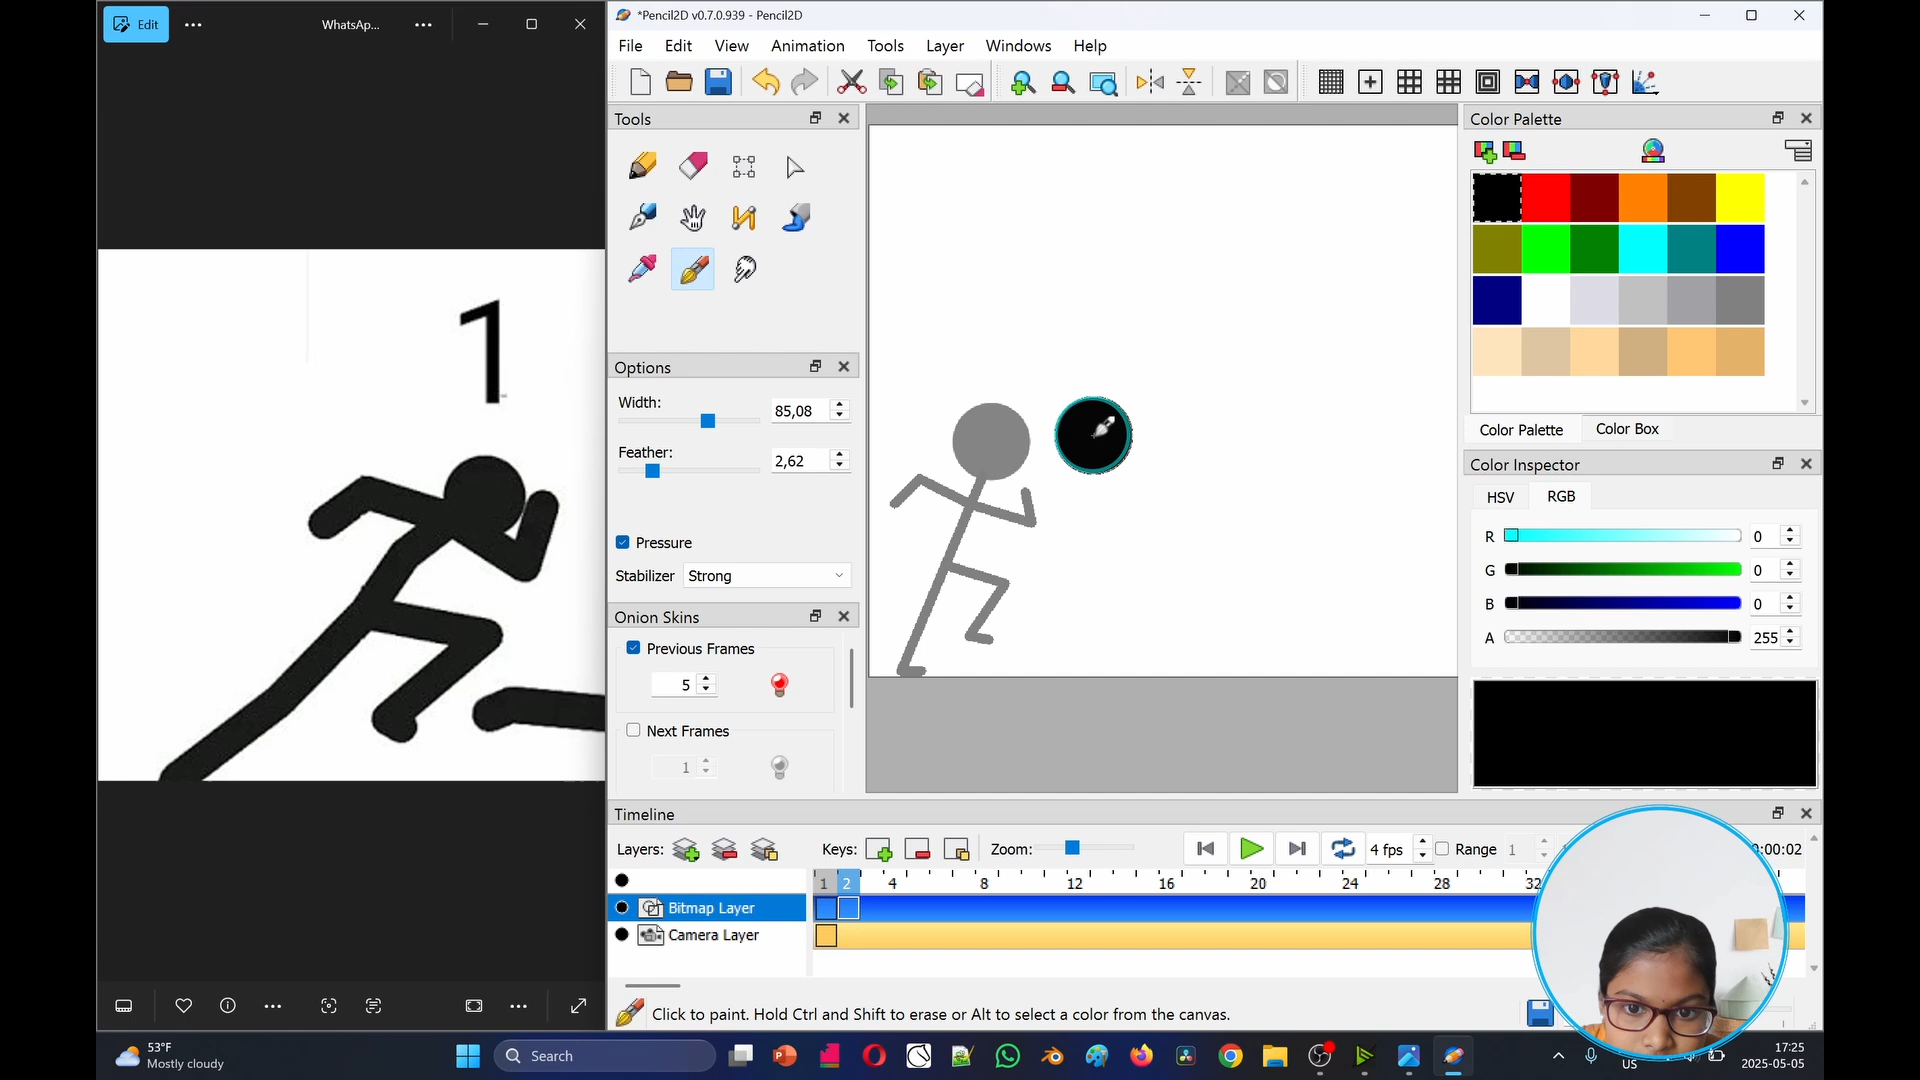 Edit
WhatsAp...
*Pencil2D v0.7.0.939 - Pencil2D
File Edit View Animation Tools Layer Windows Help
Tools
Color Palette
1
Options
Width:
85,08
Feather:
2,62
Pressure
Stabilizer Strong
Color Palette Color Box
Color Inspector
HSV RGB
R 0
G 0
B 0
A 255
Onion Skins
Previous Frames
5
Next Frames
1
Timeline
Layers: Keys: Zoom: 4 fps Range 1 :00:02
1 2 4 8 12 16 20 24 28 32
Bitmap Layer
Camera Layer
Click to paint. Hold Ctrl and Shift to erase or Alt to select a color from the canvas.
53°F
Mostly cloudy
Search
US
17:25
2025-05-05